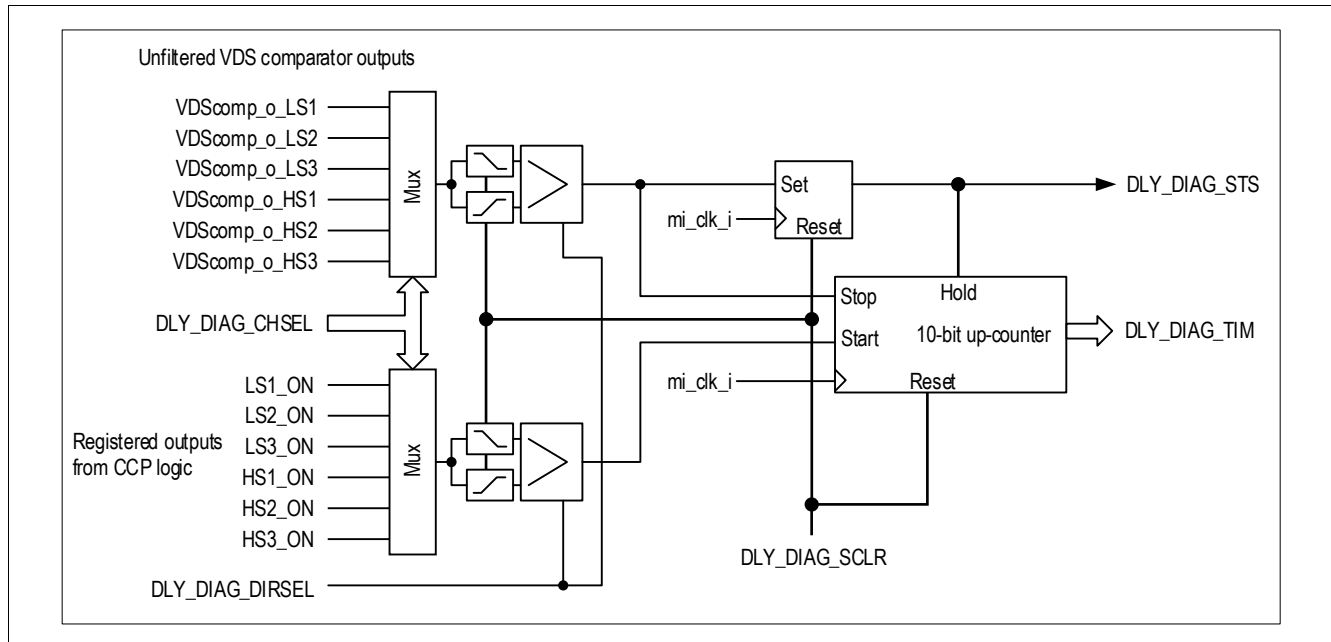 Unfiltered VDS comparator outputs
VDScomp_o_LS1
VDScomp_o_LS2
VDScomp_o_LS3
VDScomp_o_HS1
VDScomp_o_HS2
VDScomp_o_HS3
Mux
Set
mi_clk_i
Reset
DLY_DIAG_STS
DLY_DIAG_CHSEL
Stop
Hold
Start
10-bit up-counter
DLY_DIAG_TIM
mi_clk_i
Reset
Registered outputs
from CCP logic
LS1_ON
LS2_ON
LS3_ON
HS1_ON
HS2_ON
HS3_ON
Mux
DLY_DIAG_SCLR
DLY_DIAG_DIRSEL